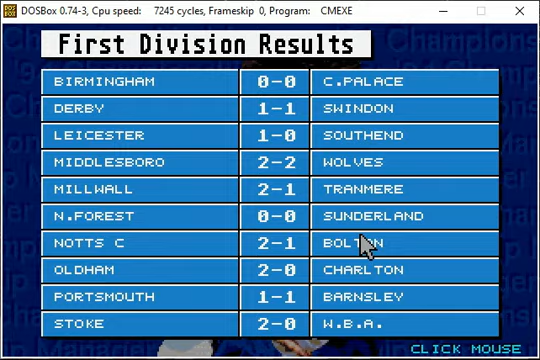 DOSBox 0.74-3, Cpu speed: 7245 cycles, Frameskip 0, Program: CMEXE
First Division Results
BIRMINGHAM 0-0 C.PALACE
DERBY 1-1 SWINDON
LEICESTER 1-0 SOUTHEND
MIDDLESBORO 2-2 WOLVES
MILLWALL 2-1 TRANMERE
N.FOREST 0-0 SUNDERLAND
NOTTS C 2-1 BOLTON
OLDHAM 2-0 CHARLTON
PORTSMOUTH 1-1 BARNSLEY
STOKE 2-0 W.B.A.
CLICK MOUSE